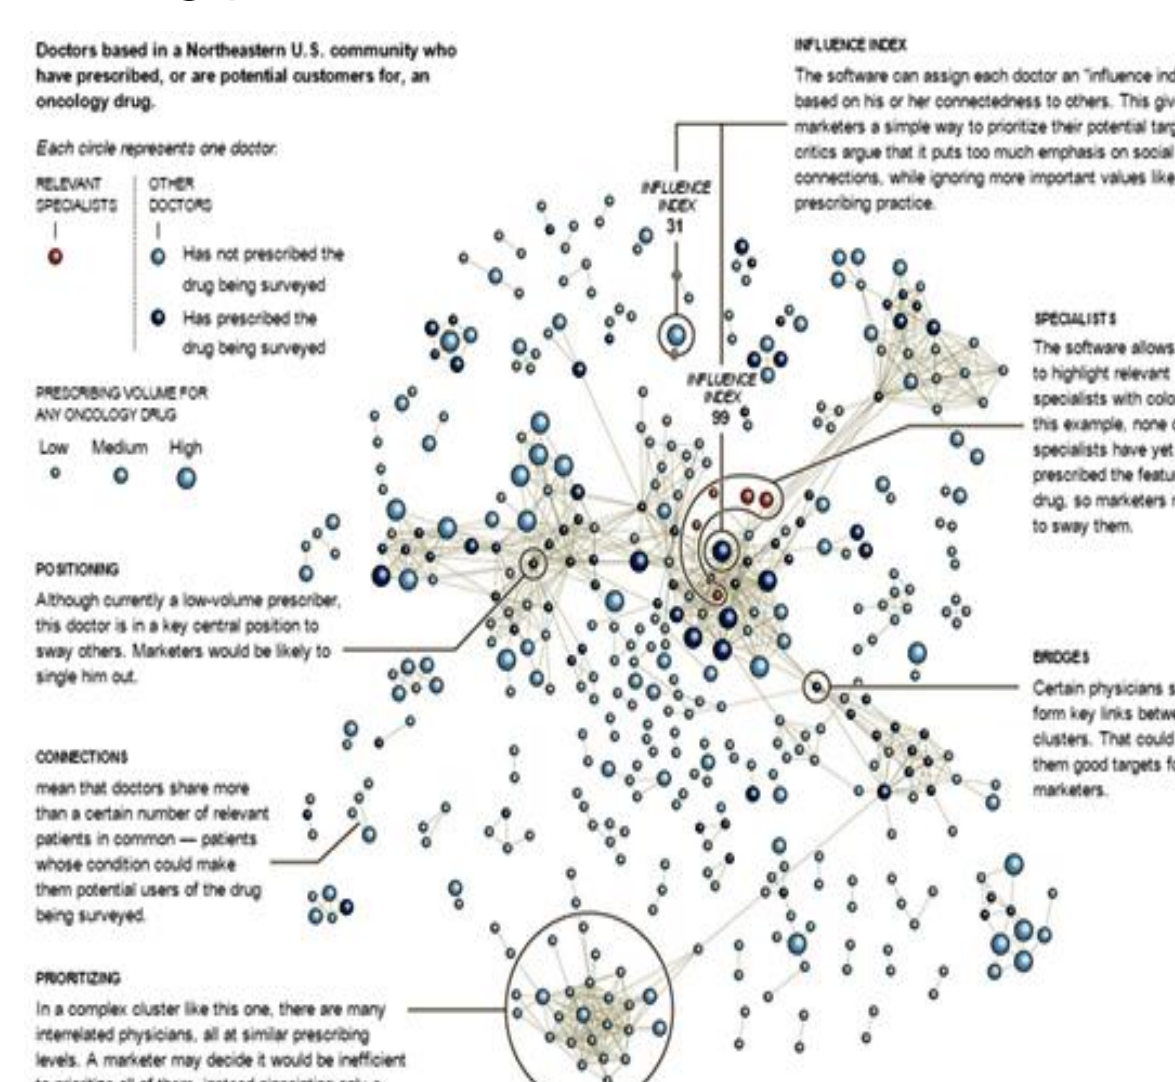 Doctors based in a Northeastern U.S. community who
have prescribed, or are potential customers for, an
oncology drug.
Each circle represents one doctor.
RELEVANT
SPECIALISTS
OTHER
DOCTORS
Has not prescribed the
drug being surveyed
Has prescribed the
drug being surveyed
PRESCRIBING VOLUME FOR
ANY ONCOLOGY DRUG
Low Medium High
INFLUENCE INDEX
The software can assign each doctor an "influence ind
based on his or her connectedness to others. This giv
marketers a simple way to prioritize their potential targ
critics argue that it puts too much emphasis on social
connections, while ignoring more important values like
prescribing practice.
INFLUENCE
INDEX
31
INFLUENCE
INDEX
99
SPECIALISTS
The software allows
to highlight relevant
specialists with colo
this example, none o
specialists have yet
prescribed the featu
drug, so marketers
to sway them.
POSITIONING
Although currently a low-volume prescriber,
this doctor is in a key central position to
sway others. Marketers would be likely to
single him out.
BRIDGES
Certain physicians s
form key links betwe
clusters. That could
them good targets fo
marketers.
CONNECTIONS
mean that doctors share more
than a certain number of relevant
patients in common — patients
whose condition could make
them potential users of the drug
being surveyed.
PRIORITIZING
In a complex cluster like this one, there are many
interrelated physicians, all at similar prescribing
levels. A marketer may decide it would be inefficient